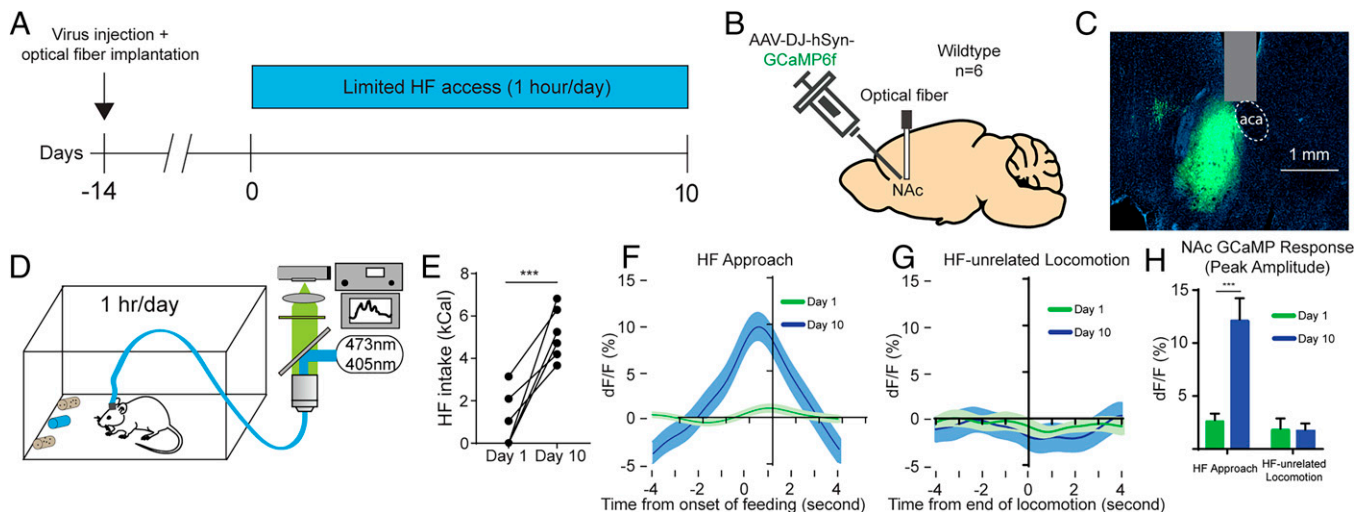 A
Virus injection +
optical fiber implantation
Limited HF access (1 hour/day)
Days
-14
0
10
B
AAV-DJ-hSyn-
GCaMP6f
Wildtype
n=6
Optical fiber
NAc
C
aca
1 mm
D
1 hr/day
473nm
405nm
E
***
HF intake (kCal)
8
6
4
2
0
Day 1 Day 10
F
HF Approach
Day 1
Day 10
dF/F (%)
15
10
5
0
-5
-4 -2 0 2 4
Time from onset of feeding (second)
G
HF-unrelated Locomotion
Day 1
Day 10
dF/F (%)
15
10
5
0
-5
-4 -2 0 2 4
Time from end of locomotion (second)
H
NAc GCaMP Response
(Peak Amplitude)
***
Day 1
Day 10
dF/F (%)
15
10
5
0
HF Approach
HF-unrelated
Locomotion